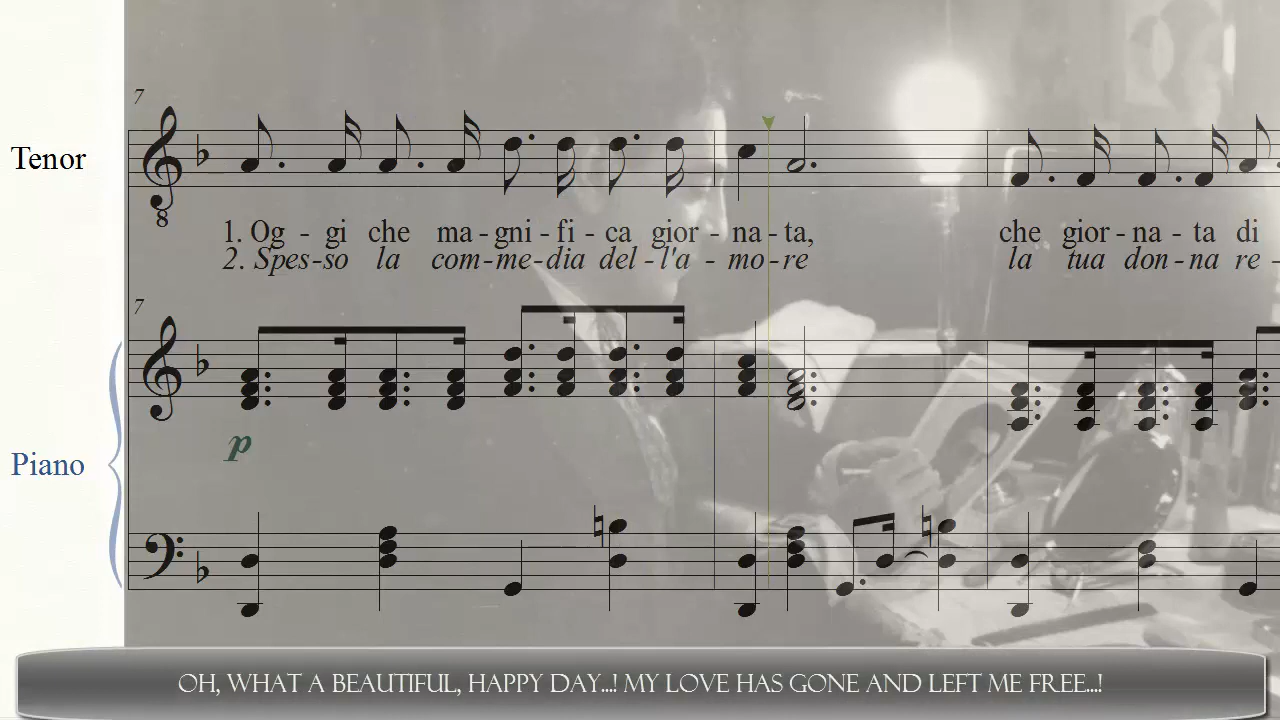 7
Tenor
8
1. Og - gi che ma - gni - fi - ca gior - na - ta, che gior - na - ta di
2. Spes - so la com - me - dia del - l'a - mo - re la tua don - na re -
7
p
Piano
OH, WHAT A BEAUTIFUL, HAPPY DAY...! MY LOVE HAS GONE AND LEFT ME FREE...!